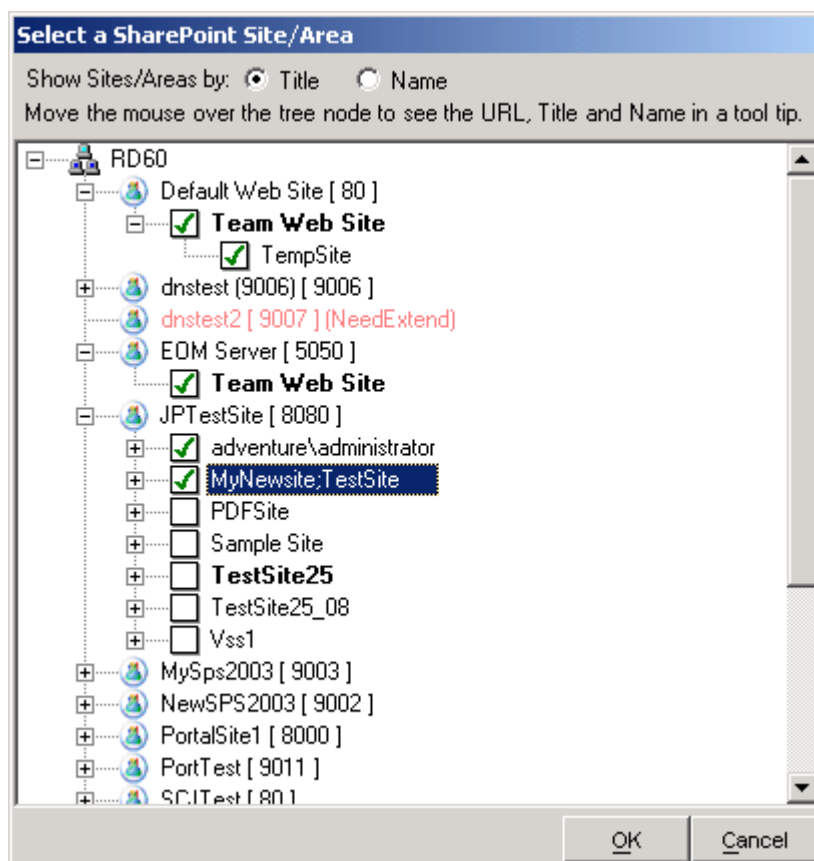 Select a SharePoint Site/Area
Show Sites/Areas by: Title Name
Move the mouse over the tree node to see the URL, Title and Name in a tool tip.
RD60
Default Web Site [ 80 ]
Team Web Site
TempSite
dnstest (9006) [ 9006 ]
dnstest2 [ 9007 ] (NeedExtend)
EOM Server [ 5050 ]
Team Web Site
JPTestSite [ 8080 ]
adventure\administrator
MyNewsite;TestSite
PDFSite
Sample Site
TestSite25
TestSite25_08
Vss1
MySps2003 [ 9003 ]
NewSPS2003 [ 9002 ]
PortalSite1 [ 8000 ]
PortTest [ 9011 ]
SCJTest [ 80 ]
OK Cancel